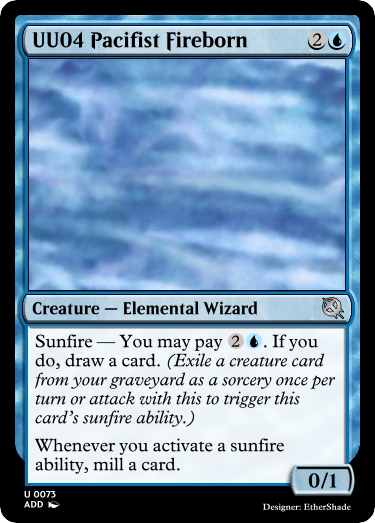 UU04 Pacifist Fireborn 2
Creature — Elemental Wizard
Sunfire — You may pay 2 . If you
do, draw a card. (Exile a creature card
from your graveyard as a sorcery once per
turn or attack with this to trigger this
card's sunfire ability.)
Whenever you activate a sunfire
ability, mill a card.
0/1
U 0073
ADD
Designer: EtherShade